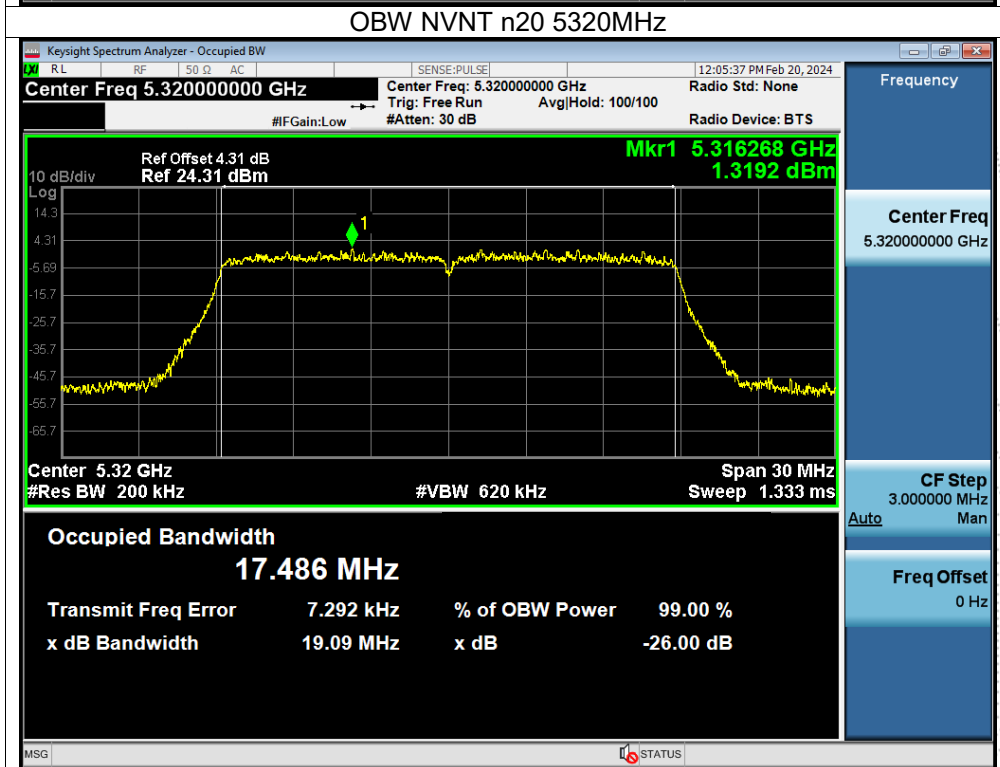 OBW NVNT n20 5320MHz
Keysight Spectrum Analyzer - Occupied BW
LXI RL RF 50 Ω AC SENSE:PULSE 12:05:37 PM Feb 20, 2024
Center Freq 5.320000000 GHz
Center Freq: 5.320000000 GHz Radio Std: None
Trig: Free Run Avg|Hold: 100/100
#IFGain:Low #Atten: 30 dB Radio Device: BTS
Frequency
Mkr1 5.316268 GHz
1.3192 dBm
Ref Offset 4.31 dB
10 dB/div Ref 24.31 dBm
Log
14.3
4.31
-5.69
-15.7
-25.7
-35.7
-45.7
-55.7
-65.7
1
Center 5.32 GHz Span 30 MHz
#Res BW 200 kHz #VBW 620 kHz Sweep 1.333 ms
Occupied Bandwidth
17.486 MHz
Transmit Freq Error 7.292 kHz % of OBW Power 99.00 %
x dB Bandwidth 19.09 MHz x dB -26.00 dB
Center Freq
5.320000000 GHz
CF Step
3.000000 MHz
Auto Man
Freq Offset
0 Hz
MSG STATUS